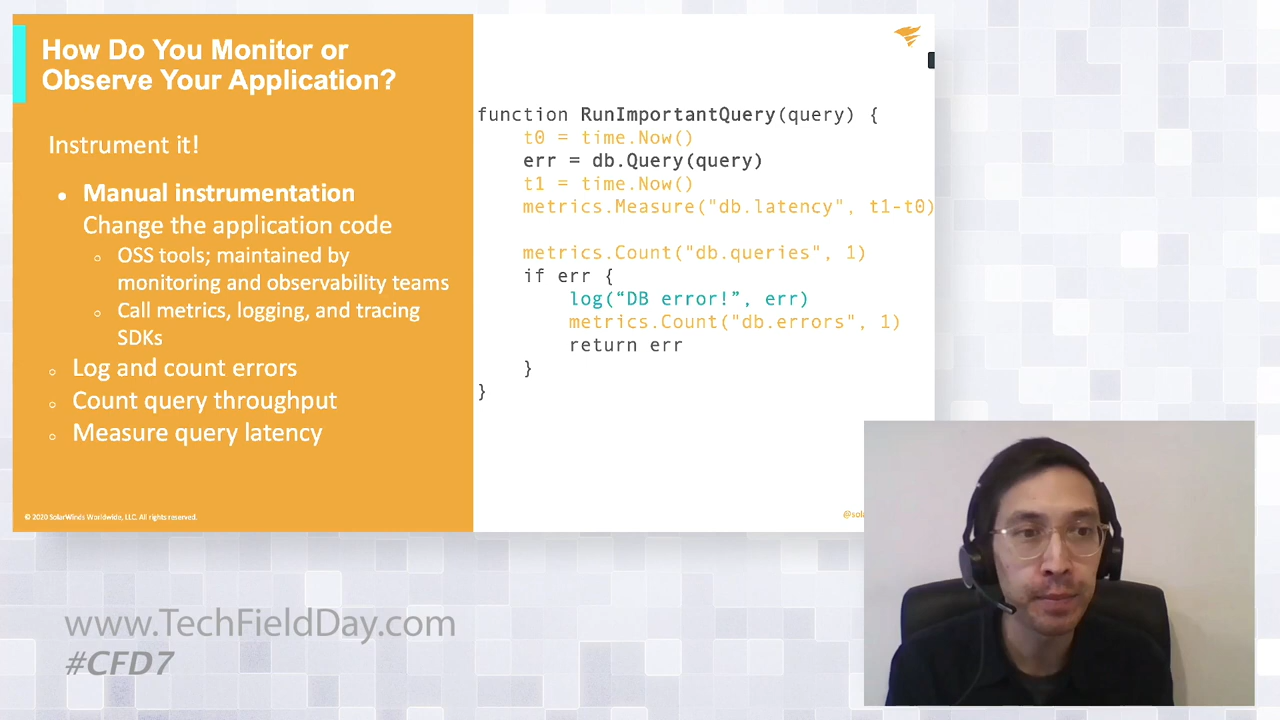 How Do You Monitor or
Observe Your Application?
Instrument it!
• Manual instrumentation
Change the application code
○ OSS tools; maintained by
monitoring and observability teams
○ Call metrics, logging, and tracing
SDKs
○ Log and count errors
○ Count query throughput
○ Measure query latency
© 2020 SolarWinds Worldwide, LLC. All rights reserved.
function RunImportantQuery(query) {
t0 = time.Now()
err = db.Query(query)
t1 = time.Now()
metrics.Measure("db.latency", t1-t0)
metrics.Count("db.queries", 1)
if err {
log(“DB error!”, err)
metrics.Count("db.errors", 1)
return err
}
}
www.TechFieldDay.com
#CFD7